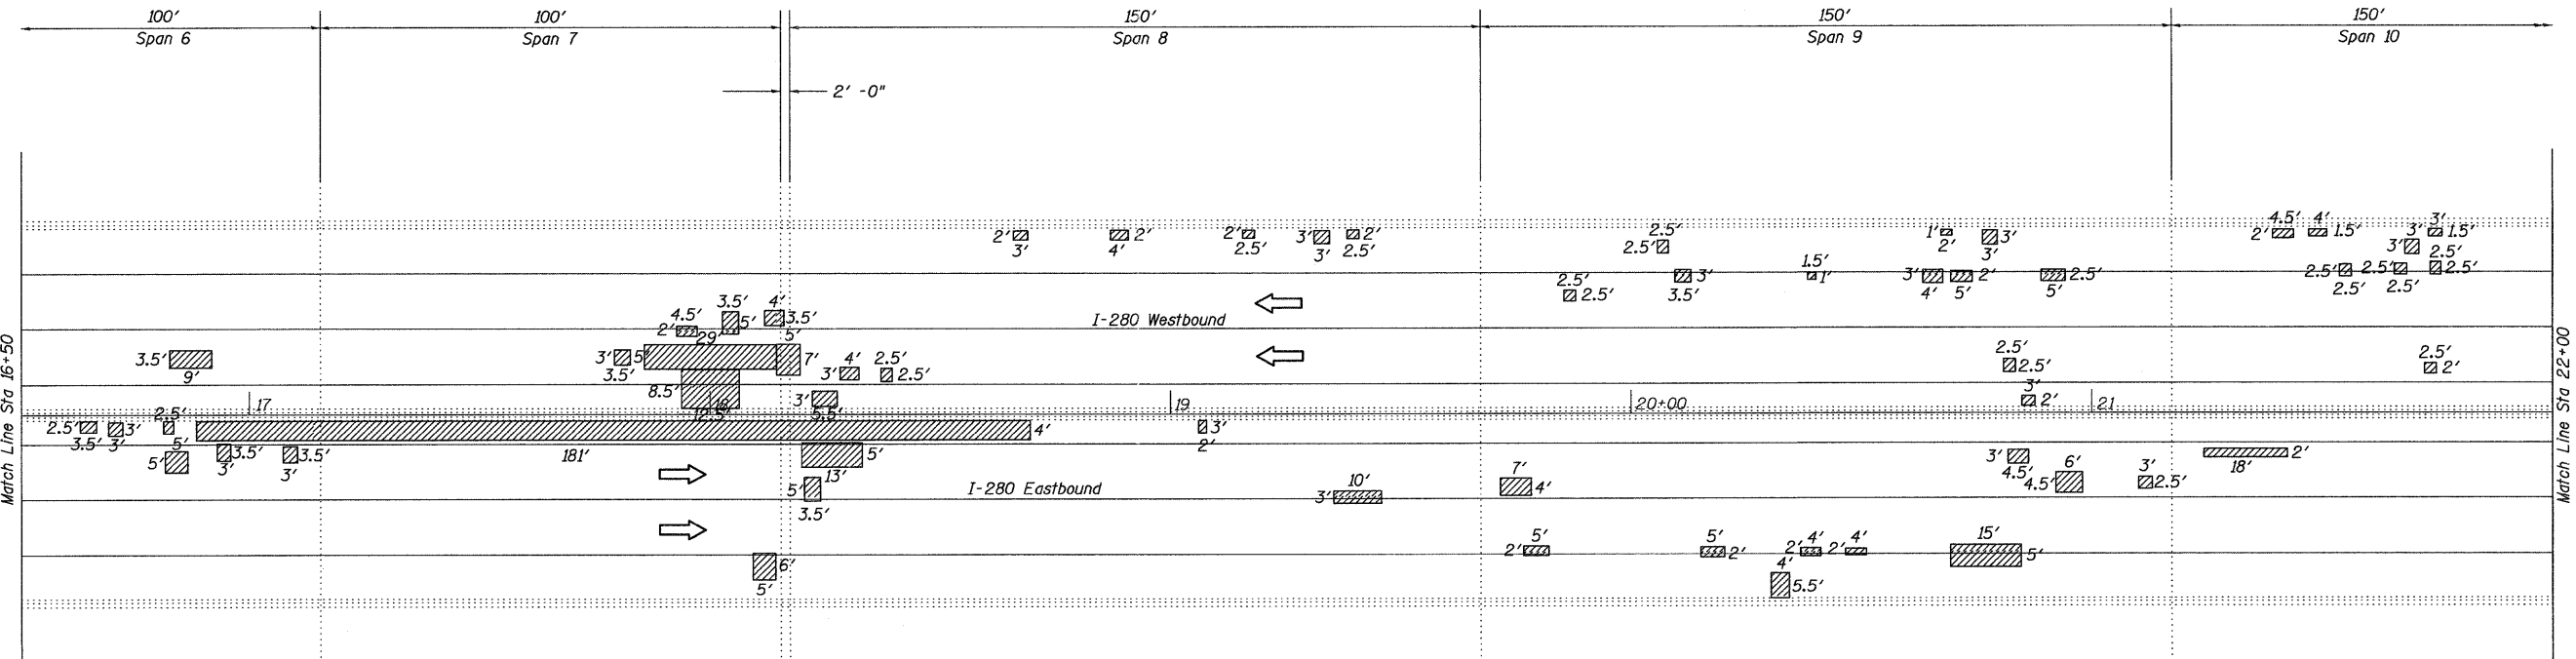 100' 100' 150' 150' 150'
Span 6 Span 7 Span 8 Span 9 Span 10
2' -0"
4.5' 4' 3'
2' 3' 2' 4' 2' 2.5' 3' 3' 2' 2.5' 2.5' 2.5' 1' 2' 3' 3' 2' 1.5' 3' 3' 1.5'
2.5' 2.5' 3' 3.5' 1.5' 1' 3' 4' 2' 5' 2.5' 5' 2.5' 2.5' 2.5' 2.5' 2.5' 2.5'
4.5' 2' 3.5' 5' 4' 3.5'
I-280 Westbound
29' 5'
3.5' 9' 3' 3.5' 5' 7' 4' 3' 2.5' 2.5' 2.5' 2.5' 2.5' 2'
8.5' 12.5' 3' 5.5' 3' 2'
17 18 19 20+00 21
2.5' 3.5' 3' 3' 2.5' 5' 4' 3' 2'
5' 3.5' 3' 3.5' 3' 181' 5' 13' 3' 4.5' 2' 18'
5' 3.5' 10' 3' 7' 4' 6' 4.5' 3' 2.5'
I-280 Eastbound
5' 2' 5' 2' 4' 2' 4' 2' 15' 5'
6' 5' 4' 5.5'
Match Line Sta 16+50
Match Line Sta 22+00